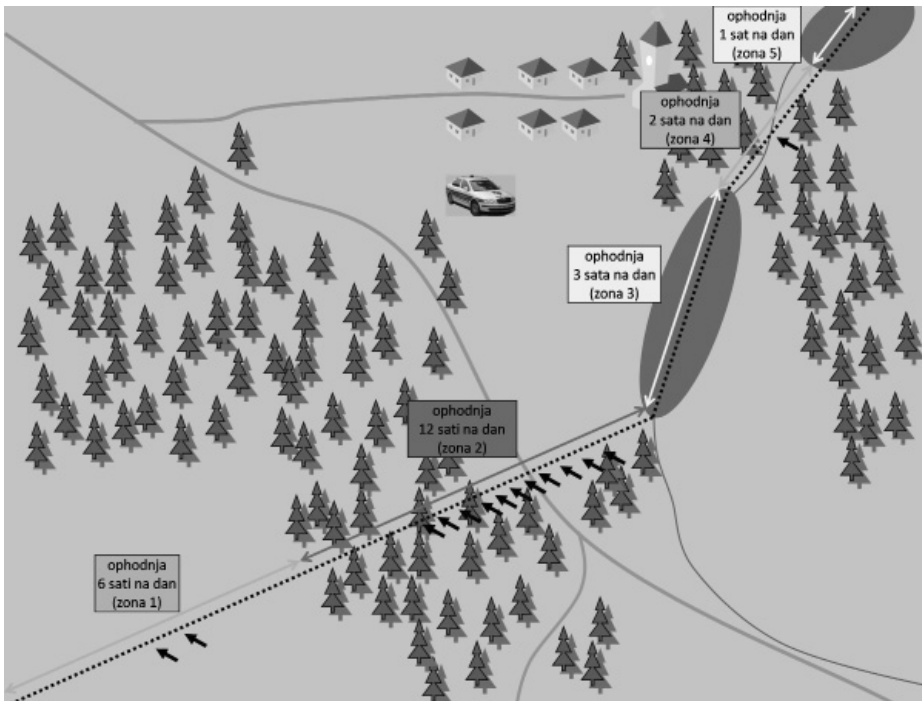 ophodnja
1 sat na dan
(zona 5)
ophodnja
2 sata na dan
(zona 4)
ophodnja
3 sata na dan
(zona 3)
ophodnja
12 sati na dan
(zona 2)
ophodnja
6 sati na dan
(zona 1)